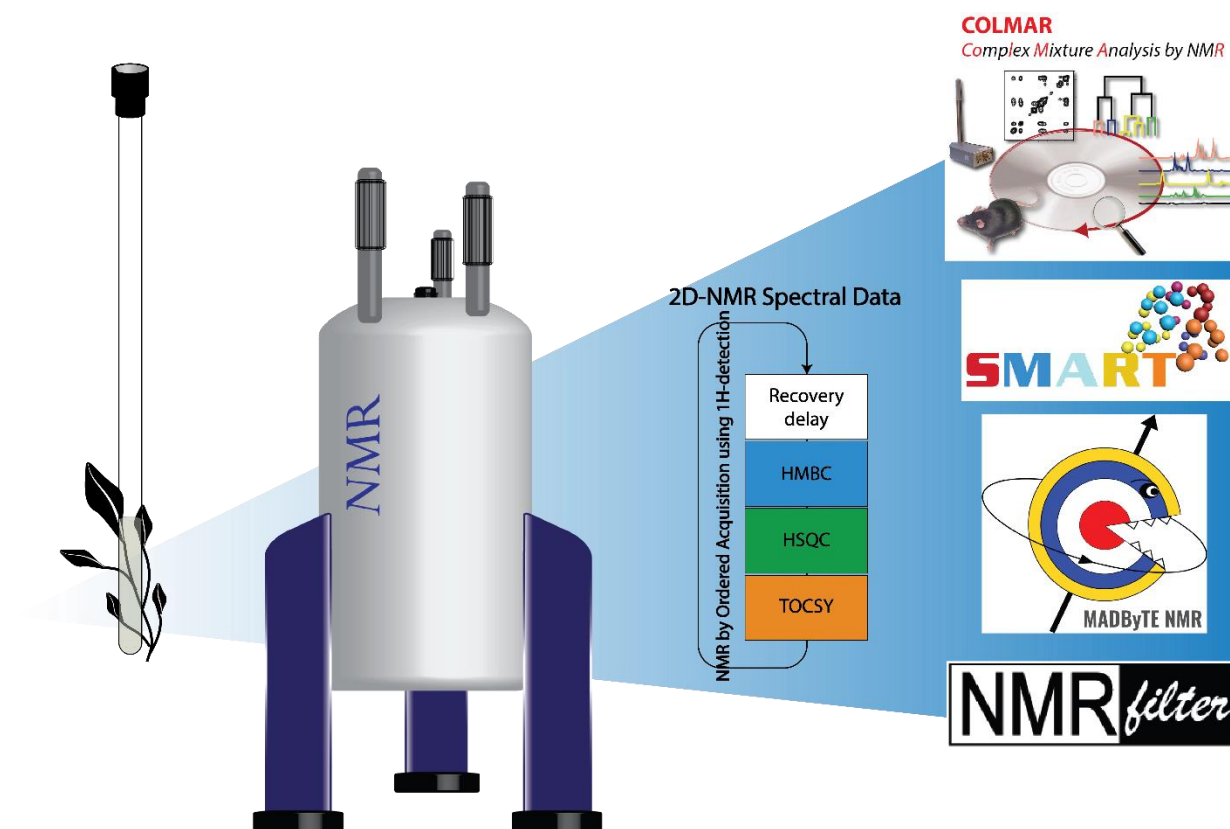 COLMAR
Complex Mixture Analysis by NMR
2D-NMR Spectral Data
NMR by Ordered Acquisition using 1H-detection
Recovery
delay
HMBC
HSQC
TOCSY
NMR
SMART
MADByTE NMR
NMR filter